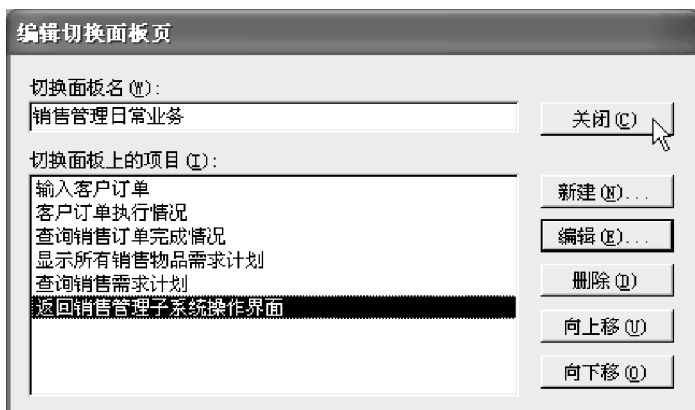 编辑切换面板页
切换面板名(W):
销售管理日常业务
关闭(C)
切换面板上的项目(I):
输入客户订单
客户订单执行情况
查询销售订单完成情况
显示所有销售物品需求计划
查询销售需求计划
返回销售管理子系统操作界面
新建(N)...
编辑(E)...
删除(D)
向上移(U)
向下移(O)